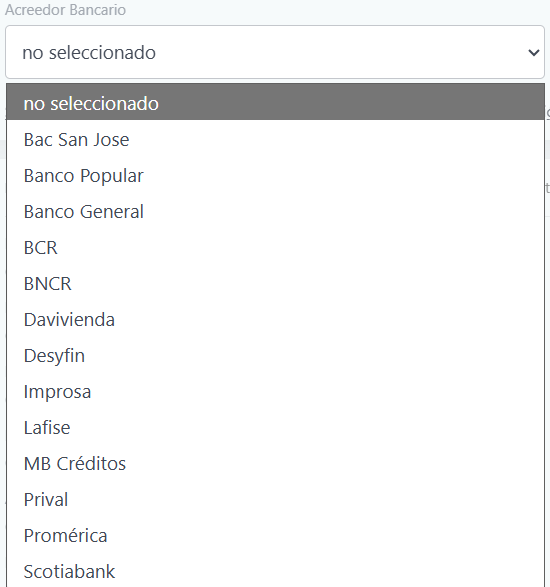 Acreedor Bancario
no seleccionado
no seleccionado
Bac San Jose
Banco Popular
Banco General
BCR
BNCR
Davivienda
Desyfin
Improsa
Lafise
MB Créditos
Prival
Promérica
Scotiabank